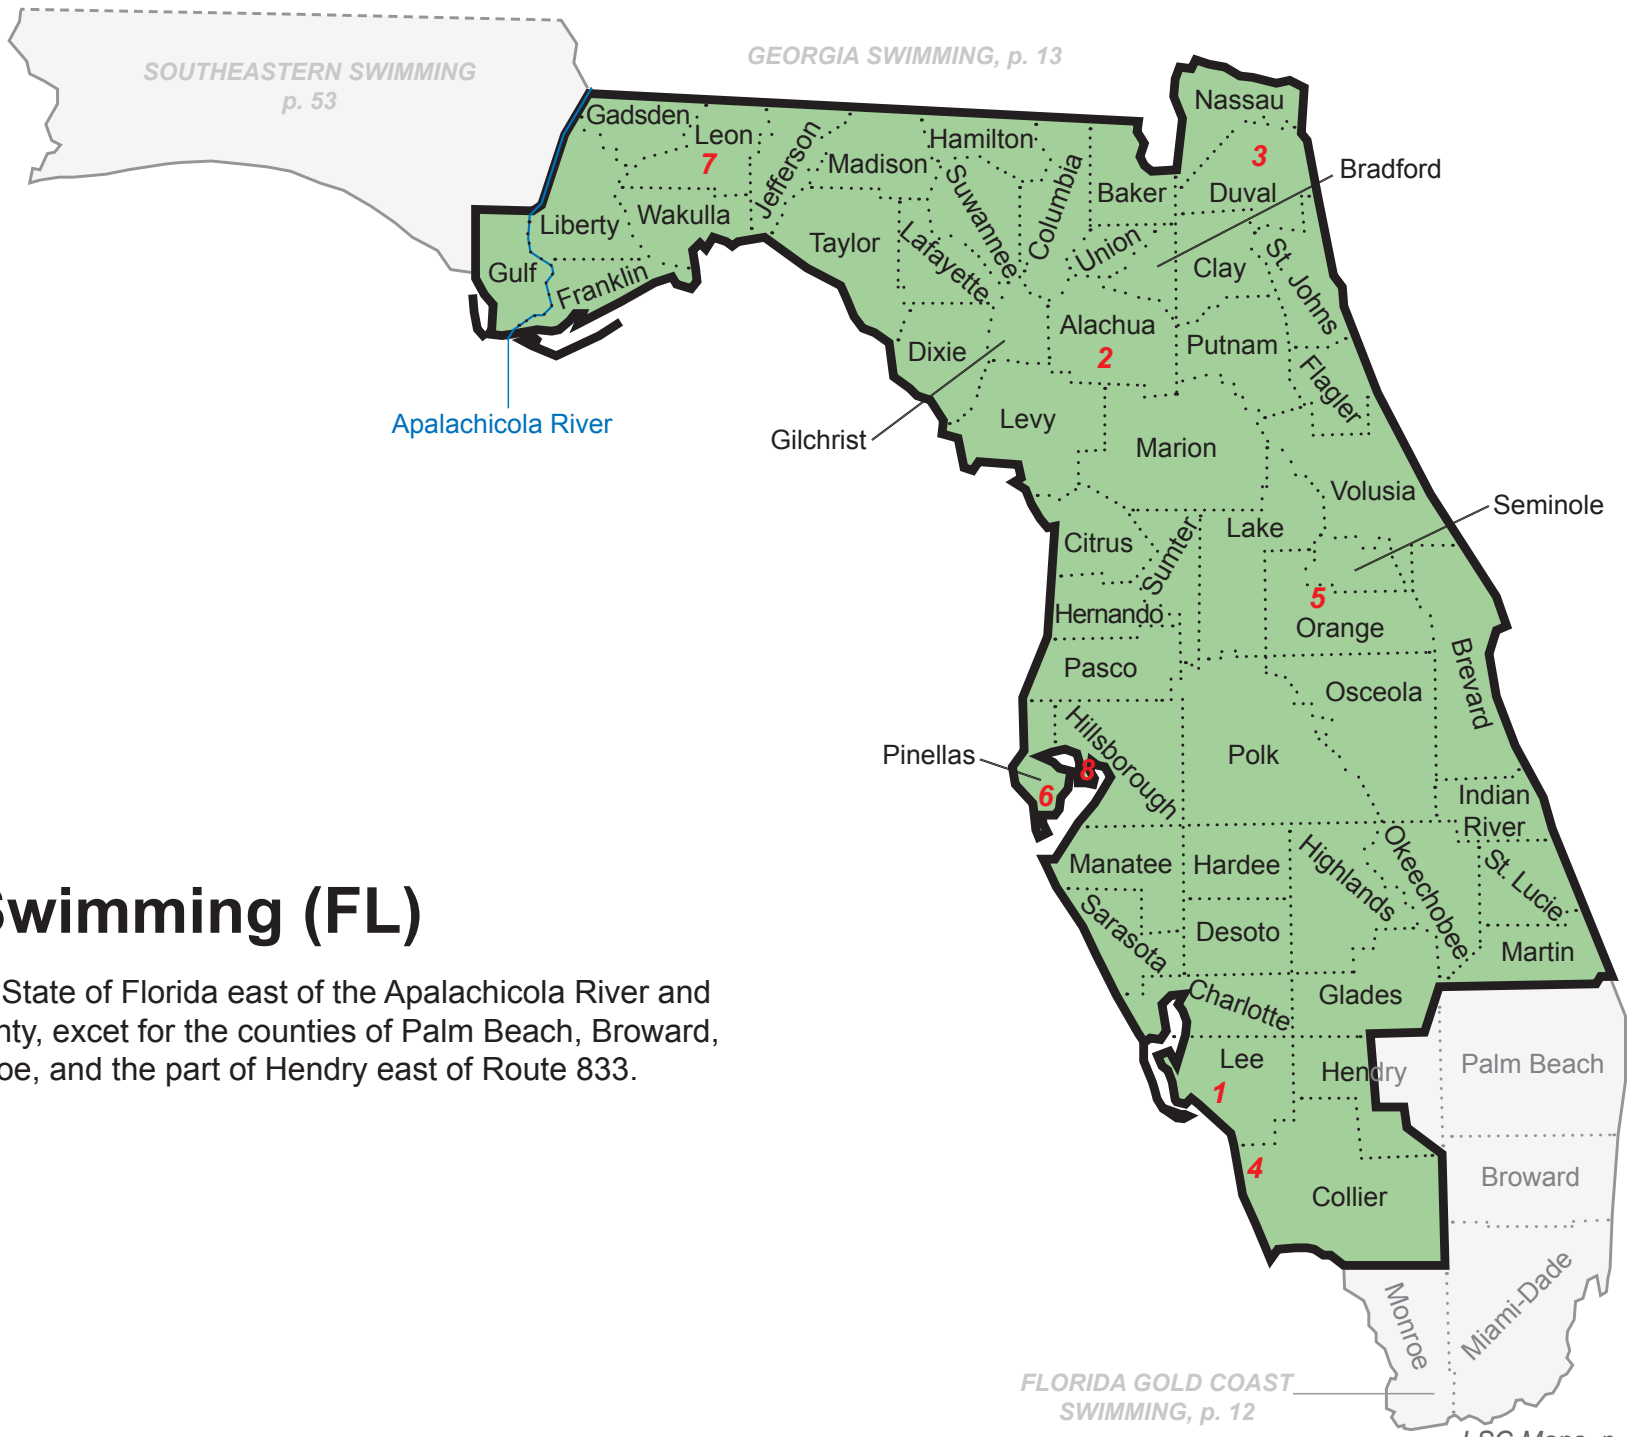 SOUTHEASTERN SWIMMING
p. 53
GEORGIA SWIMMING, p. 13
Nassau
Gadsden
Leon
7
Jefferson
Madison
Hamilton
Suwannee
Columbia
Baker
3
Duval
Bradford
Liberty
Wakulla
Taylor
Lafayette
Union
Clay
St. Johns
Gulf
Franklin
Dixie
Alachua
2
Putnam
Flagler
Apalachicola River
Gilchrist
Levy
Marion
Volusia
Seminole
Citrus
Sumter
Lake
5
Orange
Hernando
Pasco
Osceola
Brevard
Pinellas
6
8
Hillsborough
Polk
Indian
River
Manatee
Hardee
Highlands
Okeechobee
St. Lucie
Sarasota
Desoto
Martin
Swimming (FL)
State of Florida east of the Apalachicola River and
nty, excet for the counties of Palm Beach, Broward,
oe, and the part of Hendry east of Route 833.
Charlotte
Glades
Lee
1
Hendry
Palm Beach
4
Collier
Broward
Monroe
Miami-Dade
FLORIDA GOLD COAST
SWIMMING, p. 12